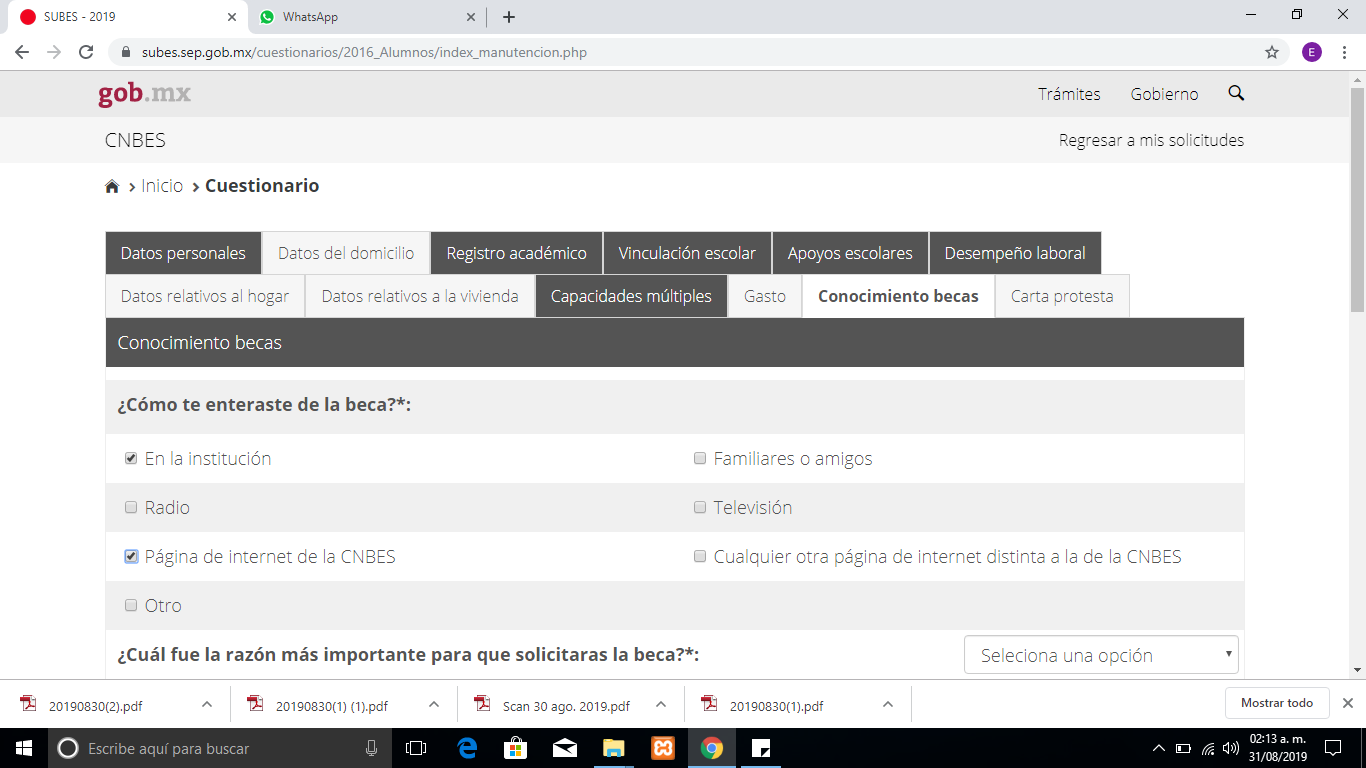 SUBES - 2019
WhatsApp
subes.sep.gob.mx/cuestionarios/2016_Alumnos/index_manutencion.php
E
gob.mx
Trámites
Gobierno
CNBES
Regresar a mis solicitudes
Inicio
Cuestionario
Datos personales
Datos del domicilio
Registro académico
Vinculación escolar
Apoyos escolares
Desempeño laboral
Datos relativos al hogar
Datos relativos a la vivienda
Capacidades múltiples
Gasto
Conocimiento becas
Carta protesta
Conocimiento becas
¿Cómo te enteraste de la beca?*:
En la institución
Familiares o amigos
Radio
Televisión
Página de internet de la CNBES
Cualquier otra página de internet distinta a la de la CNBES
Otro
¿Cuál fue la razón más importante para que solicitaras la beca?*:
Seleciona una opción
20190830(2).pdf
20190830(1) (1).pdf
Scan 30 ago. 2019.pdf
20190830(1).pdf
Mostrar todo
Escribe aquí para buscar
02:13 a. m.
31/08/2019